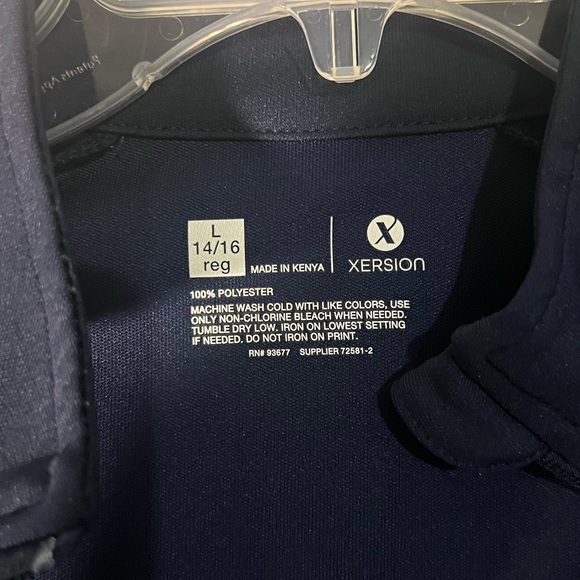 Patents Ap
L
14/16
reg
MADE IN KENYA
X
XERSION
100% POLYESTER
MACHINE WASH COLD WITH LIKE COLORS, USE
ONLY NON-CHLORINE BLEACH WHEN NEEDED.
TUMBLE DRY LOW. IRON ON LOWEST SETTING
IF NEEDED. DO NOT IRON ON PRINT.
RN# 93677 SUPPLIER 72581-2